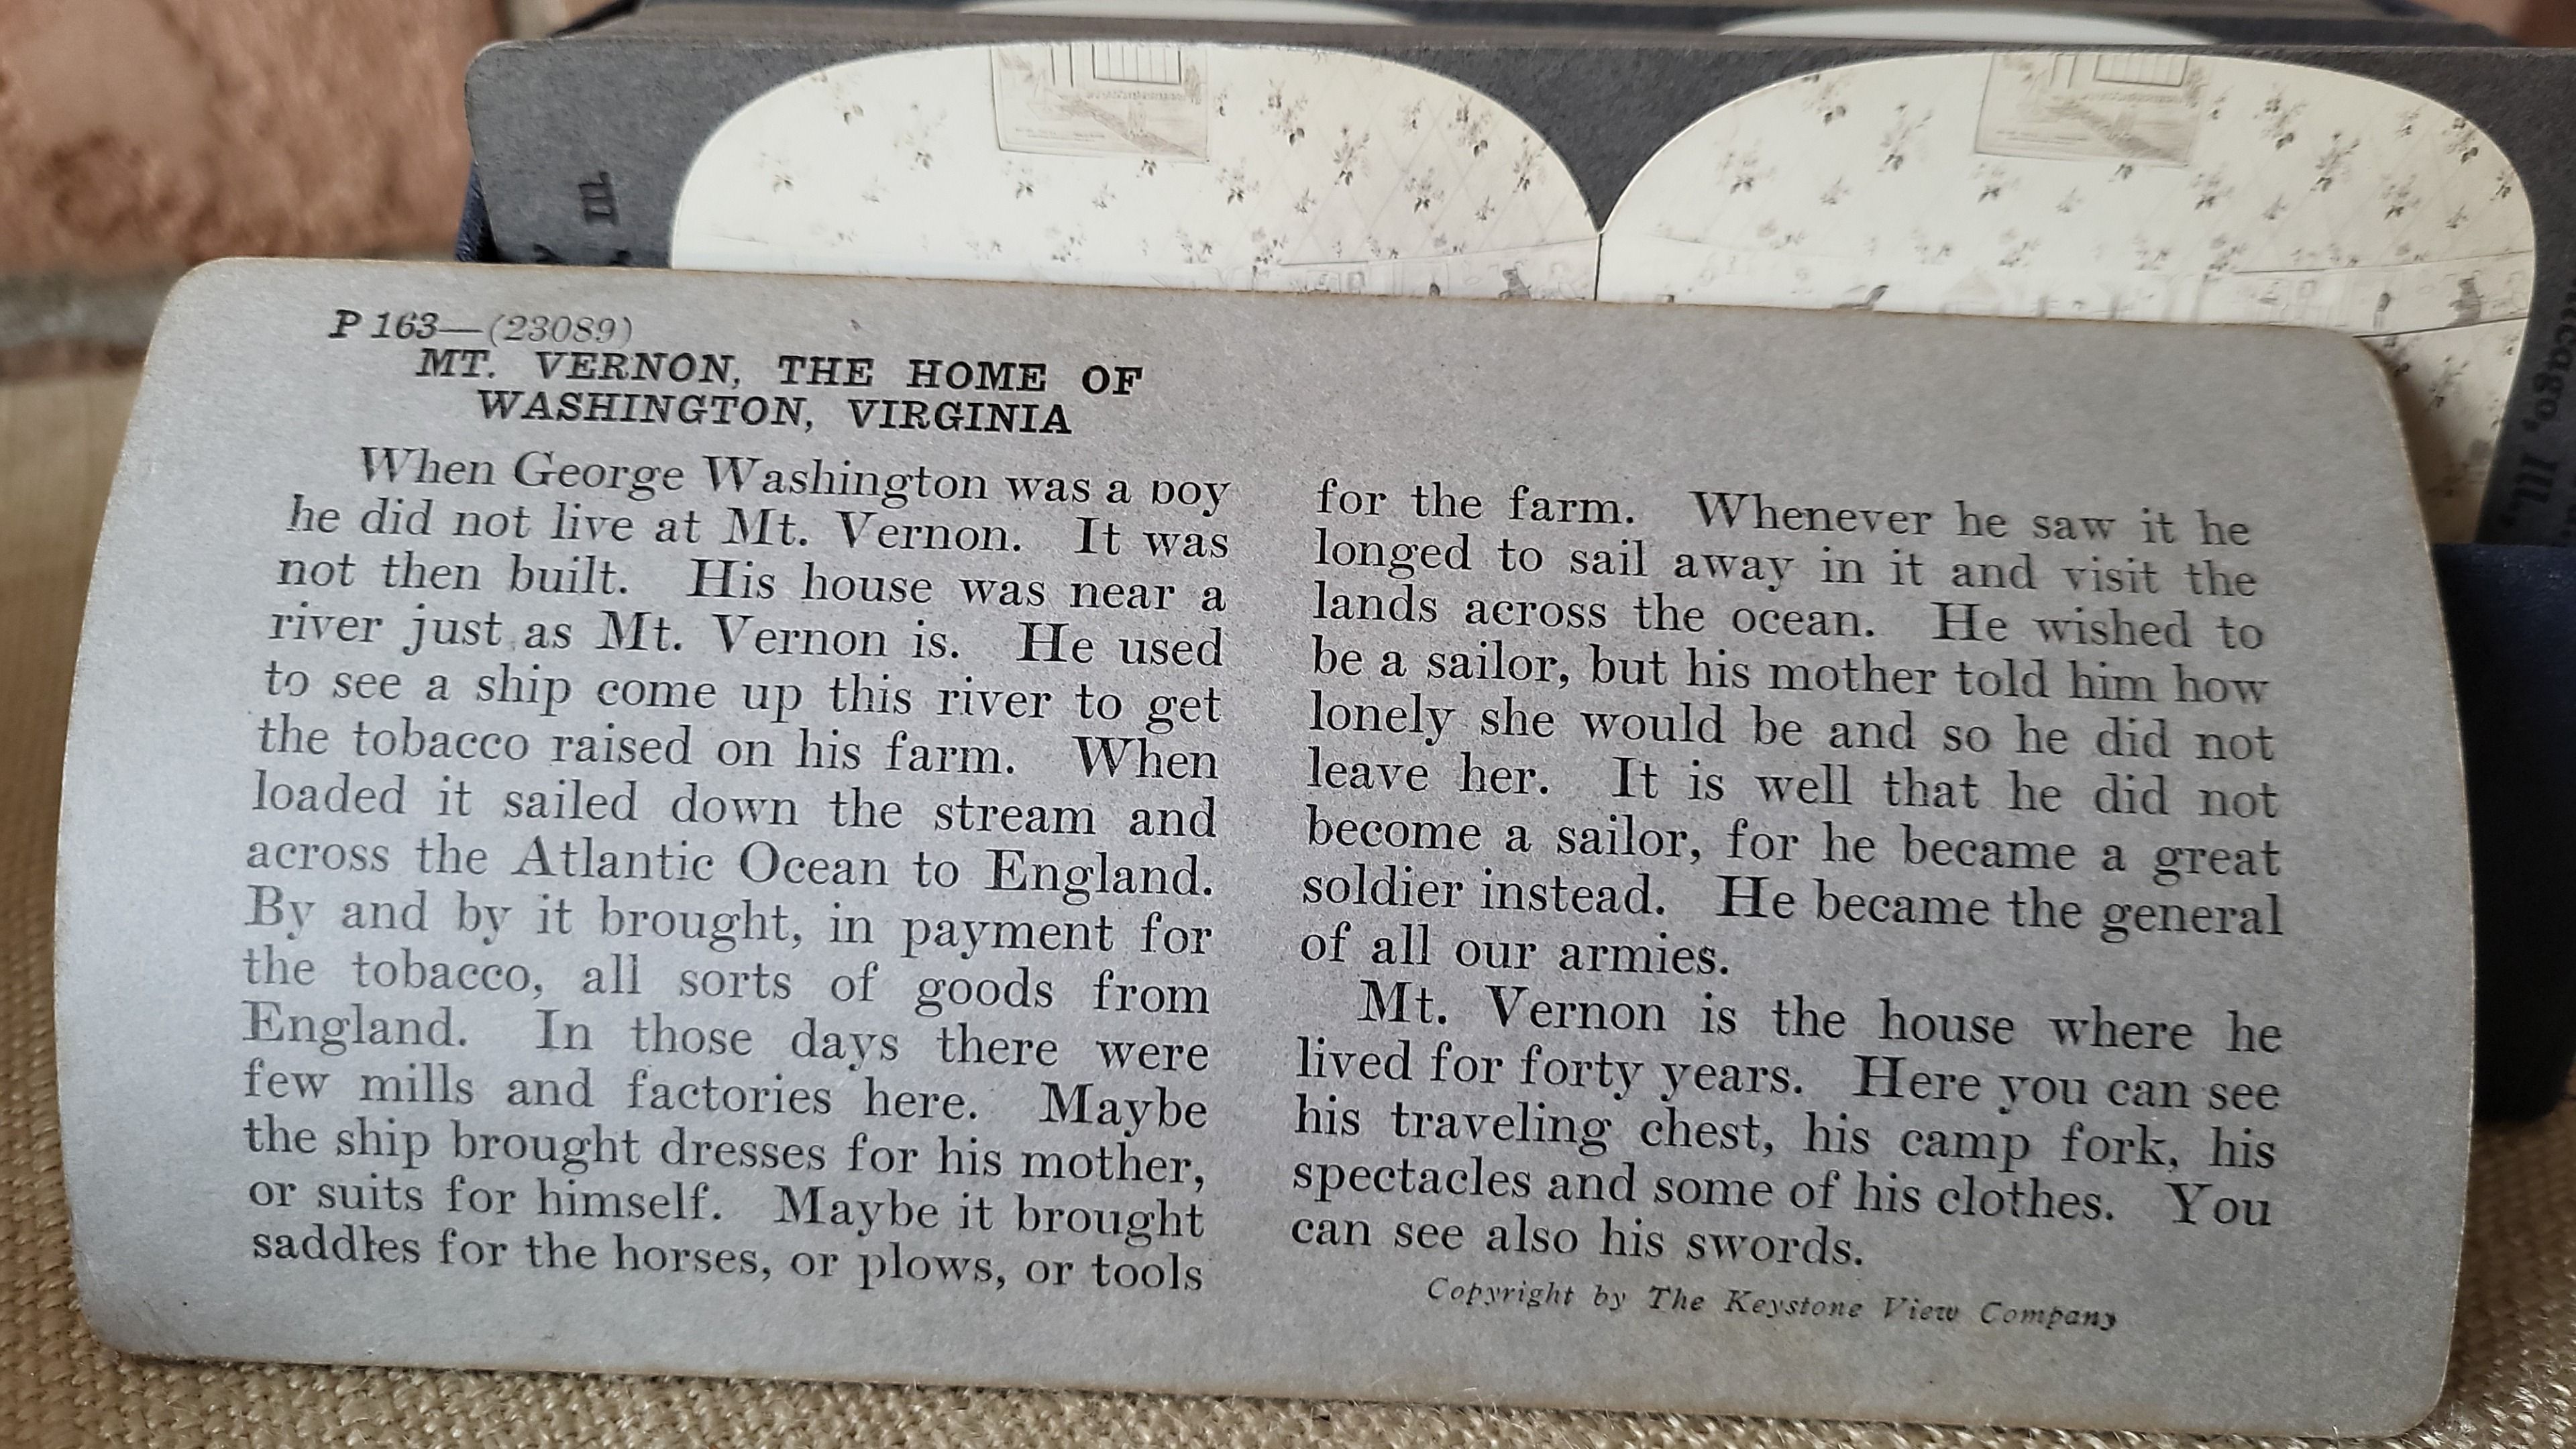 Ill.
P 163—(23089)
MT. VERNON, THE HOME OF
WASHINGTON, VIRGINIA
When George Washington was a boy
he did not live at Mt. Vernon. It was
not then built. His house was near a
river just as Mt. Vernon is. He used
to see a ship come up this river to get
the tobacco raised on his farm. When
loaded it sailed down the stream and
across the Atlantic Ocean to England.
By and by it brought, in payment for
the tobacco, all sorts of goods from
England. In those days there were
few mills and factories here. Maybe
the ship brought dresses for his mother,
or suits for himself. Maybe it brought
saddles for the horses, or plows, or tools
for the farm. Whenever he saw it he
longed to sail away in it and visit the
lands across the ocean. He wished to
be a sailor, but his mother told him how
lonely she would be and so he did not
leave her. It is well that he did not
become a sailor, for he became a great
soldier instead. He became the general
of all our armies.
Mt. Vernon is the house where he
lived for forty years. Here you can see
his traveling chest, his camp fork, his
spectacles and some of his clothes. You
can see also his swords.
Copyright by The Keystone View Company
Ill.,